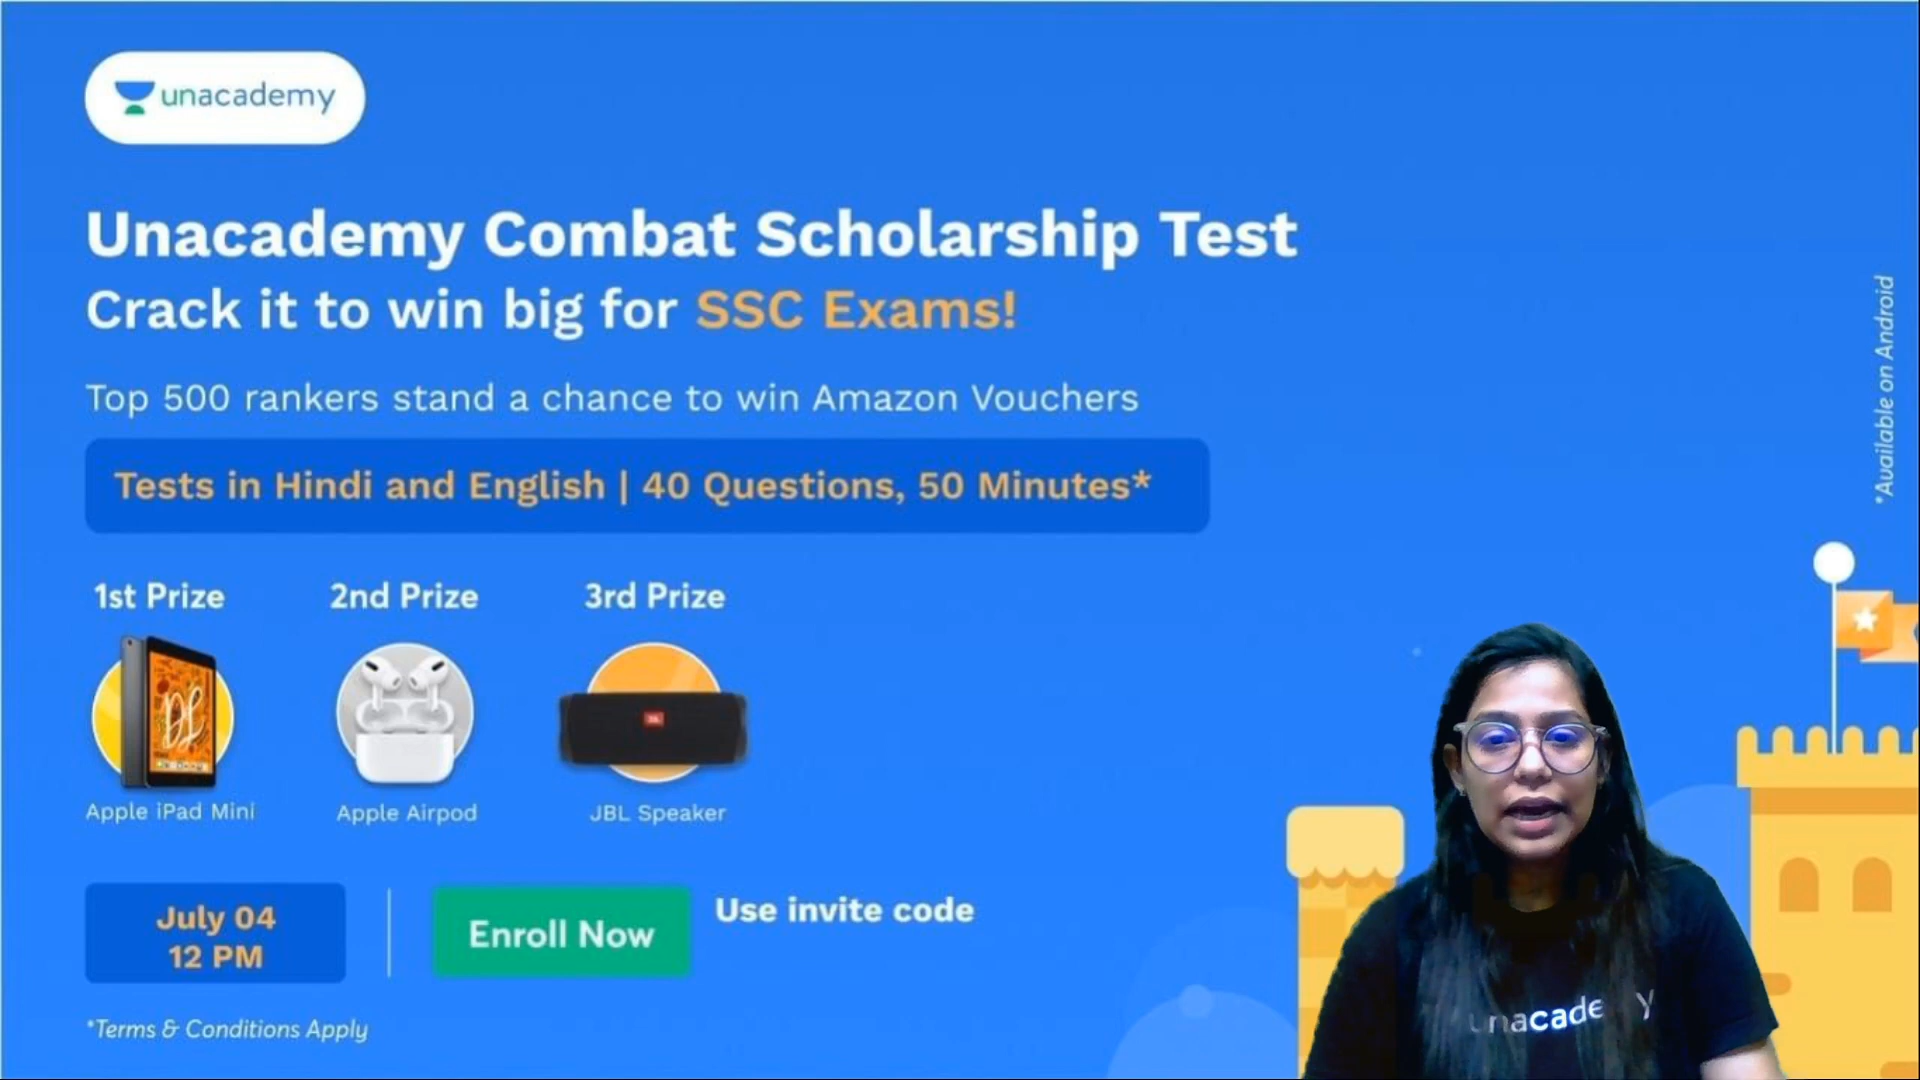 unacademy
Unacademy Combat Scholarship Test
Crack it to win big for SSC Exams!
Top 500 rankers stand a chance to win Amazon Vouchers
Tests in Hindi and English | 40 Questions, 50 Minutes*
1st Prize
2nd Prize
3rd Prize
Apple iPad Mini
Apple Airpod
JBL Speaker
July 04
12 PM
Enroll Now
Use invite code
*Terms & Conditions Apply
*Available on Android